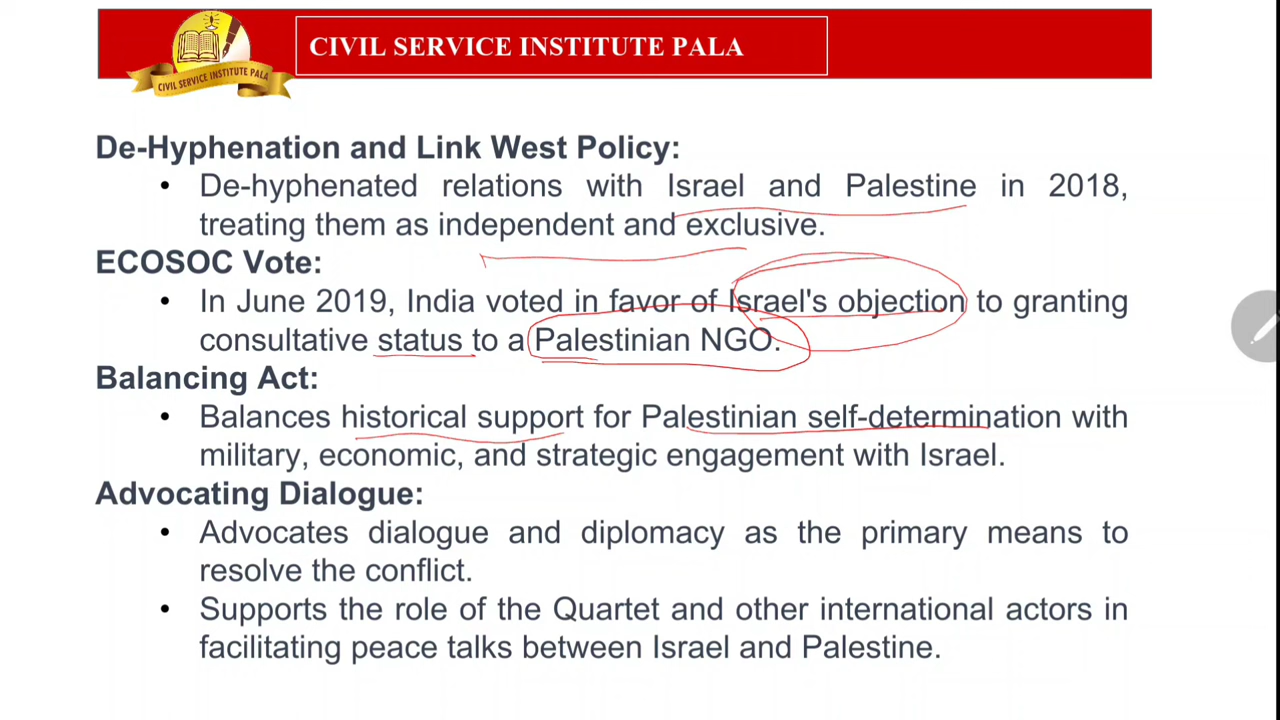 CIVIL SERVICE INSTITUTE PALA
CIVIL SERVICE INSTITUTE PALA
De-Hyphenation and Link West Policy:
• De-hyphenated relations with Israel and Palestine in 2018,
treating them as independent and exclusive.
ECOSOC Vote:
• In June 2019, India voted in favor of Israel's objection to granting
consultative status to a Palestinian NGO.
Balancing Act:
• Balances historical support for Palestinian self-determination with
military, economic, and strategic engagement with Israel.
Advocating Dialogue:
• Advocates dialogue and diplomacy as the primary means to
resolve the conflict.
• Supports the role of the Quartet and other international actors in
facilitating peace talks between Israel and Palestine.